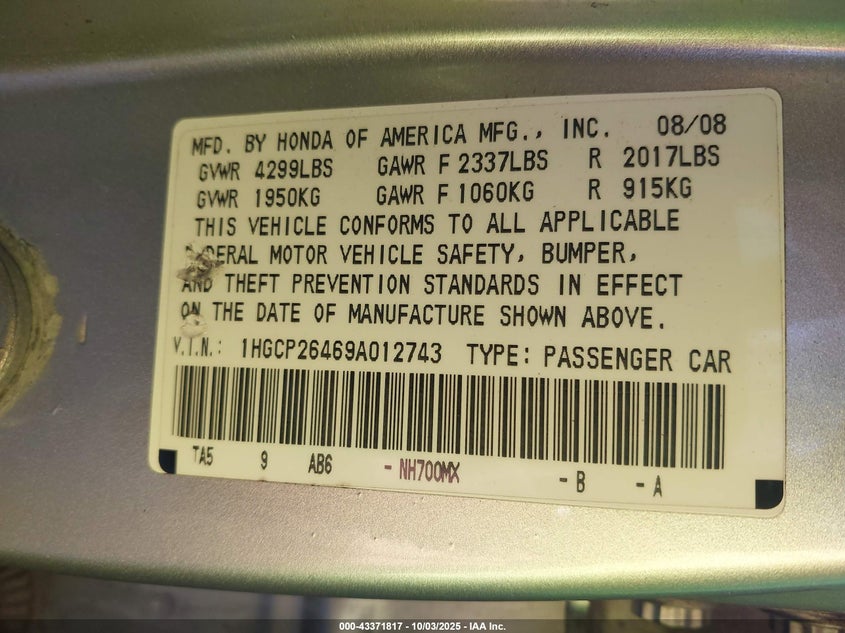 MFD. BY HONDA OF AMERICA MFG., INC. 08/08
GVWR 4299LBS GAWR F 2337LBS R 2017LBS
GVWR 1950KG GAWR F 1060KG R 915KG
THIS VEHICLE CONFORMS TO ALL APPLICABLE
FEDERAL MOTOR VEHICLE SAFETY, BUMPER,
AND THEFT PREVENTION STANDARDS IN EFFECT
ON THE DATE OF MANUFACTURE SHOWN ABOVE.
V.I.N.: 1HGCP26469A012743 TYPE: PASSENGER CAR
TA5 9 AB6 - NH700MX - B - A
000-43371817 - 10/03/2025 - IAA Inc.